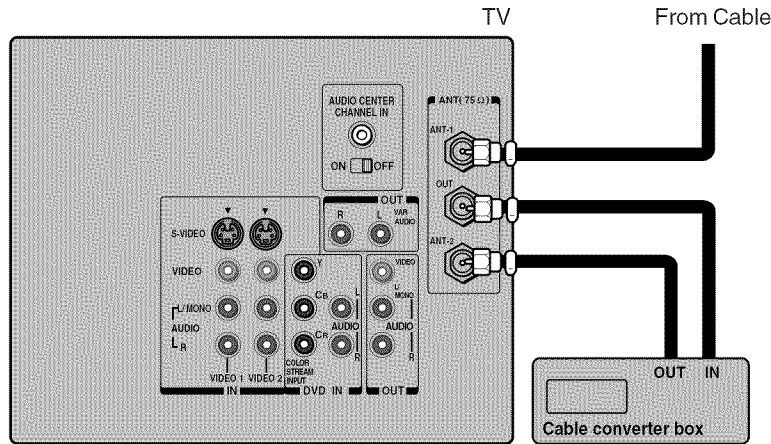 TV
From Cable
AUDIO CENTER
CHANNEL IN
ON OFF
ANT(75 Ω)
ANT-1
OUT
ANT-2
OUT
R L VAR
AUDIO
S-VIDEO
VIDEO
L/MONO
AUDIO
R
VIDEO 1 VIDEO 2
IN
Y
CB
CR
L
AUDIO
R
COLOR
STREAM
INPUT
DVD IN
VIDEO
L/
MONO
AUDIO
R
OUT
OUT IN
Cable converter box